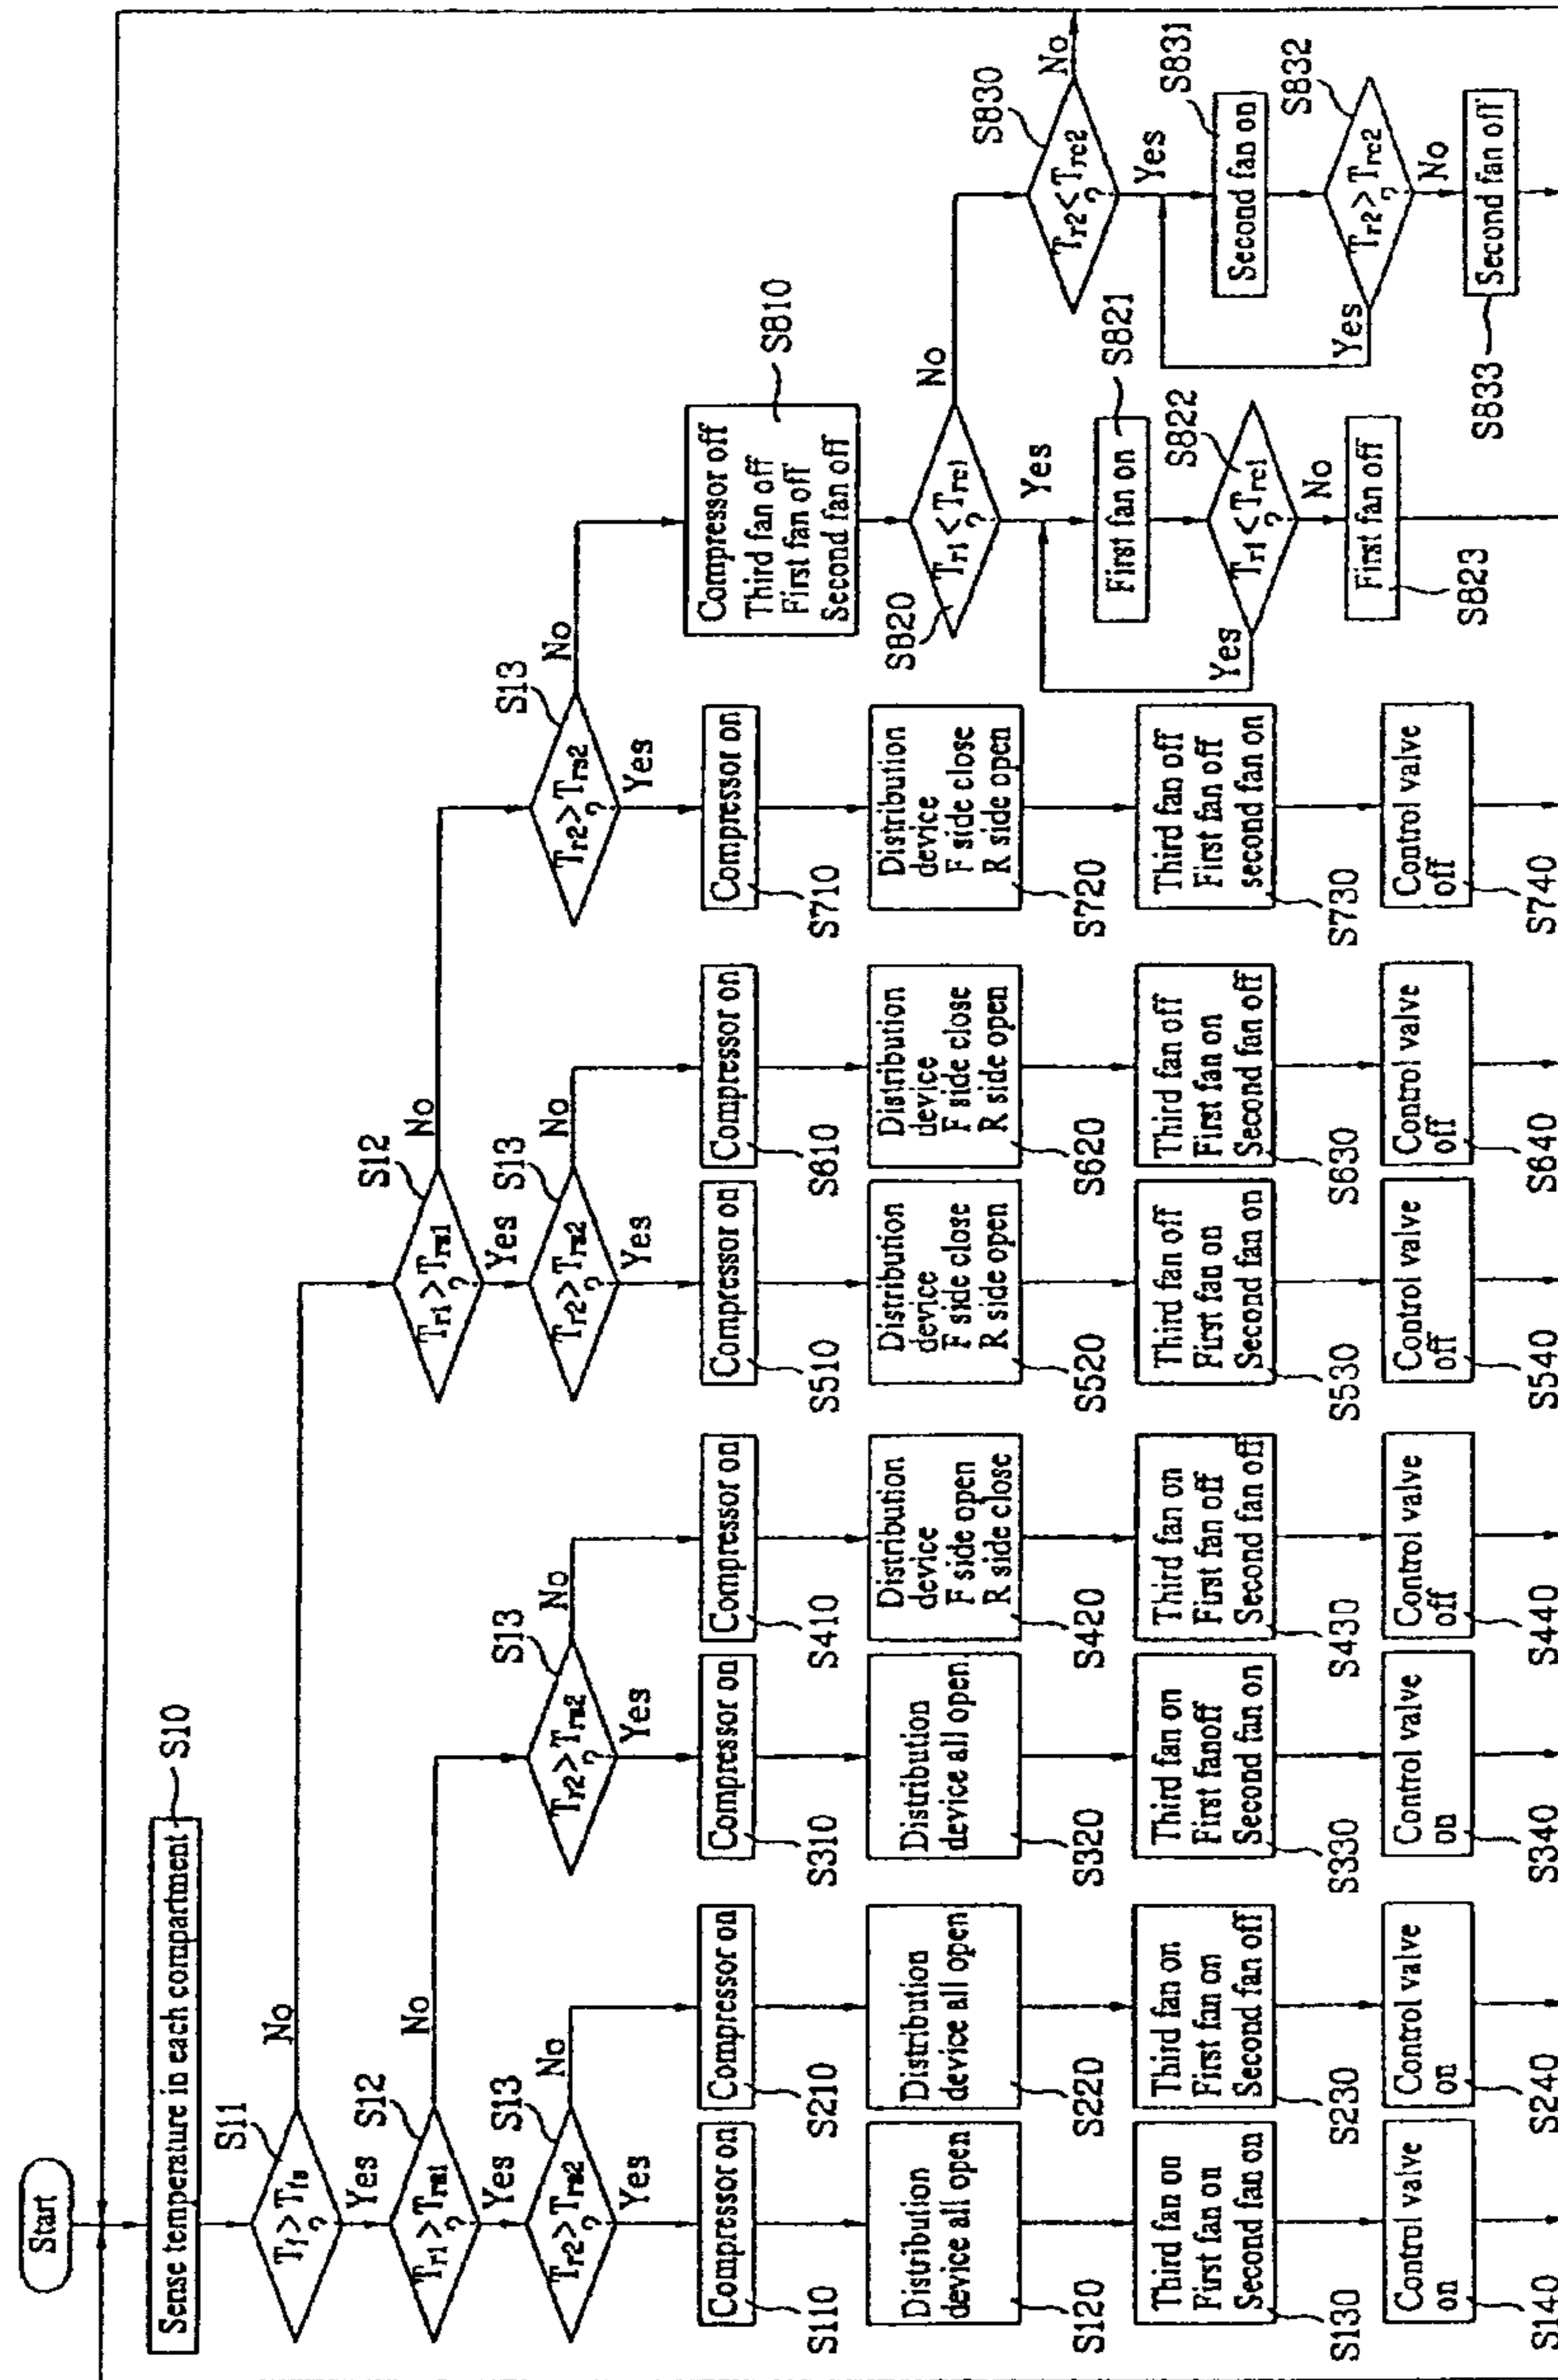 Start
Sense temperature in each compartment
S10
Tf > Tfs
?
S11
No
Yes
Tr1 > Trs1
?
S12
No
Yes
Tr2 > Trs2
?
S13
No
Yes
Compressor on
S110
Distribution
device all open
S120
Third fan on
First fan on
Second fan on
S130
Control valve
on
S140
Compressor on
S210
Distribution
device all open
S220
Third fan on
First fan on
Second fan off
S230
Control valve
on
S240
Tr2 > Trs2
?
S13
No
Yes
Compressor on
S310
Distribution
device all open
S320
Third fan on
First fanoff
Second fan on
S330
Control valve
on
S340
Compressor on
S410
Distribution
device
F side open
R side close
S420
Third fan on
First fan off
Second fan off
S430
Control valve
off
S440
Tr1 > Trs1
?
S12
No
Yes
Tr2 > Trs2
?
S13
No
Yes
Compressor on
S510
Distribution
device
F side close
R side open
S520
Third fan off
First fan on
Second fan on
S530
Control valve
off
S540
Compressor on
S610
Distribution
device
F side close
R side open
S620
Third fan off
First fan on
Second fan off
S630
Control valve
off
S640
Tr2 > Trs2
?
S13
No
Yes
Compressor on
S710
Distribution
device
F side close
R side open
S720
Third fan off
First fan off
second fan on
S730
Control valve
off
S740
Compressor off
Third fan off
First fan off
Second fan off
S810
Tr1 < Trc1
?
S820
No
Yes
First fan on
S821
Tr1 < Trc1
?
S822
Yes
No
First fan off
S823
Tr2 < Trc2
?
S830
No
Yes
Second fan on
S831
Tr2 > Trc2
?
S832
Yes
No
Second fan off
S833